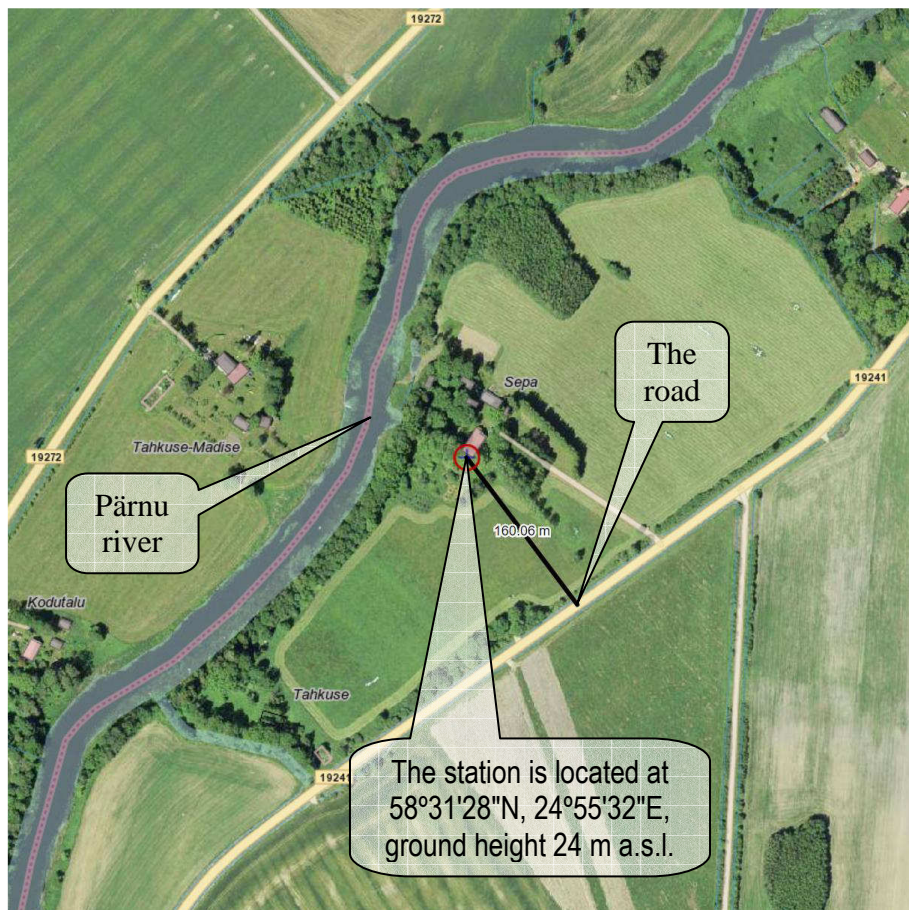 19272
The
road
Sepa
19241
Tahkuse-Madise
19272
Pärnu
river
160.06 m
Kodutalu
Tahkuse
19241
The station is located at
58º31'28"N, 24º55'32"E,
ground height 24 m a.s.l.